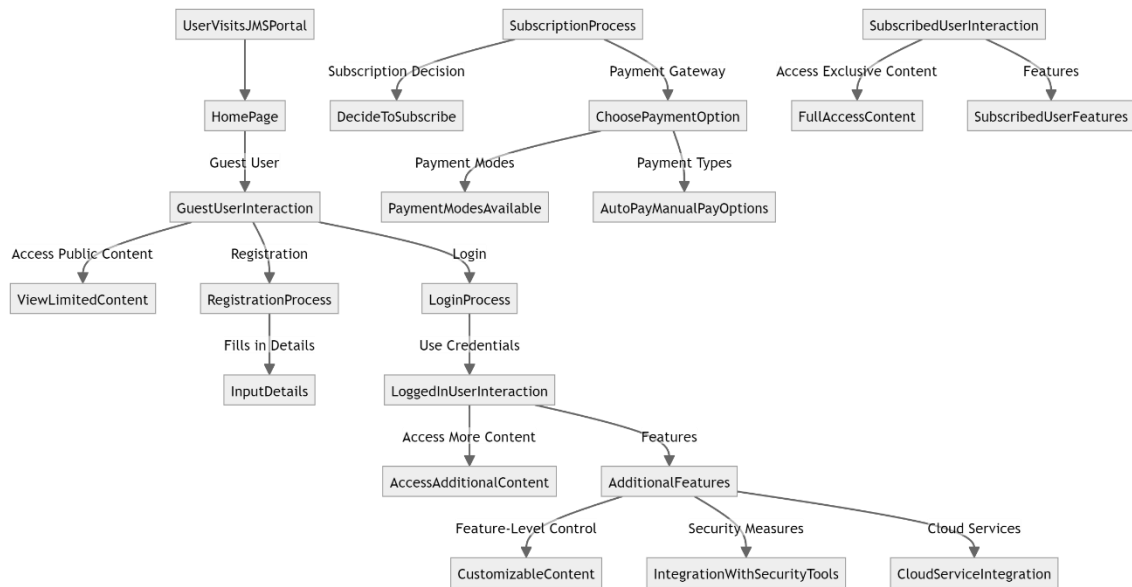 UserVisitsJMSPortal
SubscriptionProcess
SubscribedUserInteraction
Subscription Decision
Payment Gateway
Access Exclusive Content
Features
HomePage
DecideToSubscribe
ChoosePaymentOption
FullAccessContent
SubscribedUserFeatures
Guest User
Payment Modes
Payment Types
GuestUserInteraction
PaymentModesAvailable
AutoPayManualPayOptions
Access Public Content
Registration
Login
ViewLimitedContent
RegistrationProcess
LoginProcess
Fills in Details
Use Credentials
InputDetails
LoggedInUserInteraction
Access More Content
Features
AccessAdditionalContent
AdditionalFeatures
Feature-Level Control
Security Measures
Cloud Services
CustomizableContent
IntegrationWithSecurityTools
CloudServiceIntegration